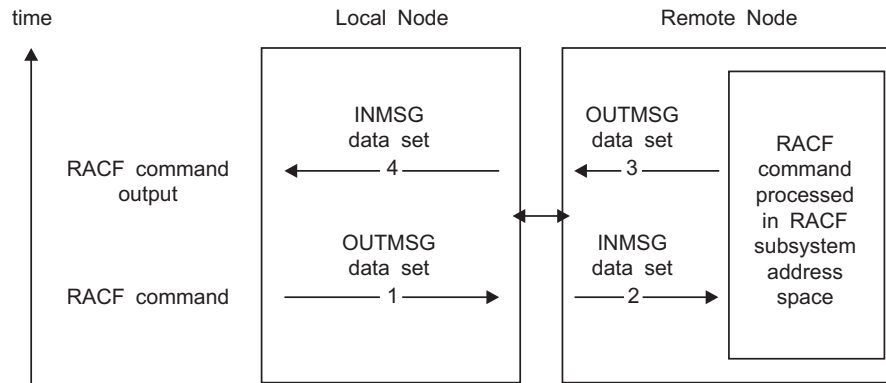 time
Local Node
Remote Node
INMSG
data set
4
OUTMSG
data set
3
RACF command
output
RACF
command
processed
in RACF
subsystem
address
space
OUTMSG
data set
1
INMSG
data set
2
RACF command